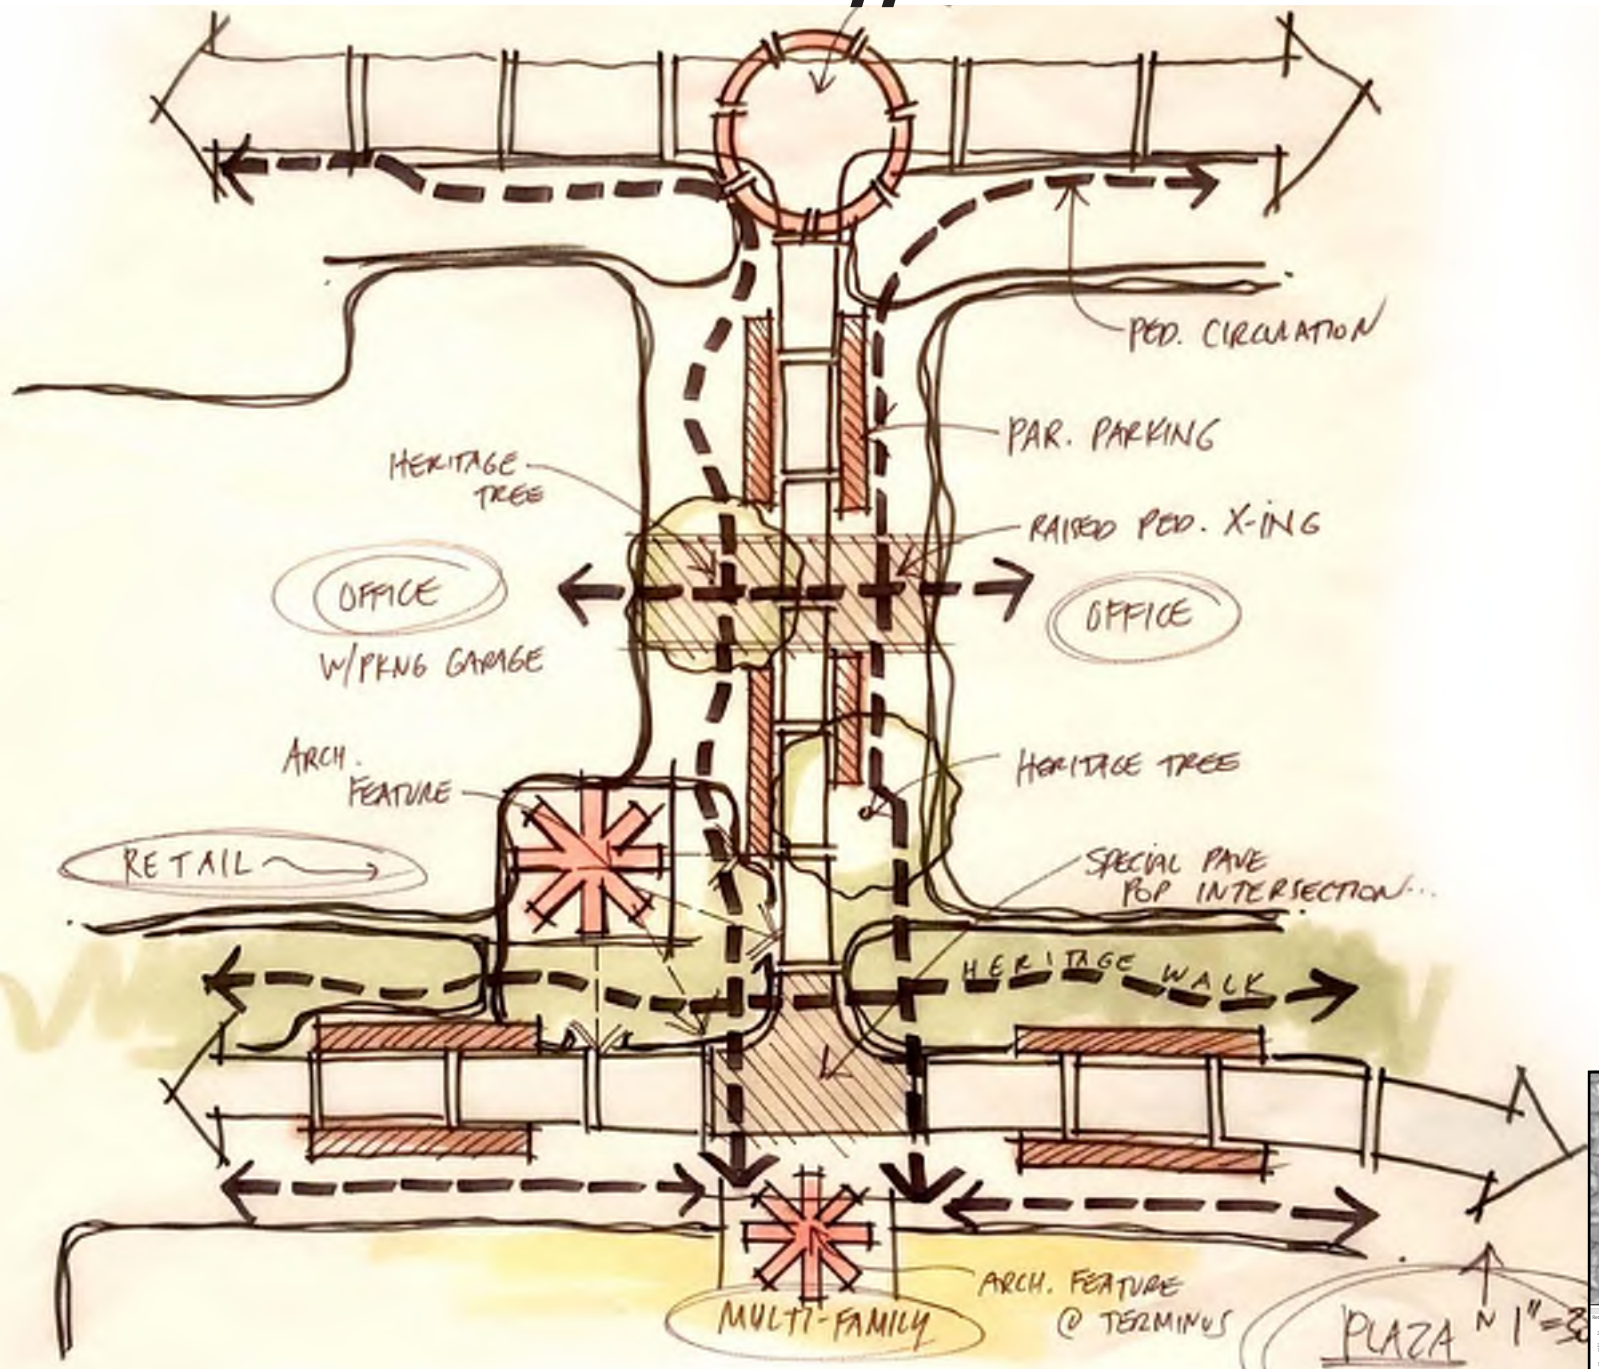 PED. CIRCULATION
PAR. PARKING
HERITAGE
TREE
RAISED PED. X-ING
OFFICE
W/PKNG GARAGE
OFFICE
ARCH.
FEATURE
HERITAGE TREE
RETAIL
SPECIAL PAVE
POP INTERSECTION...
HERITAGE WALK
ARCH. FEATURE
@ TERMINUS
MULTI-FAMILY
PLAZA
N 1"=